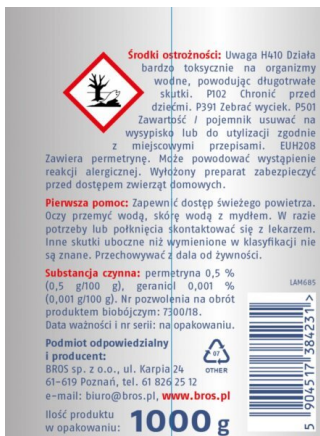 Środki ostrożności: Uwaga H410 Działa
bardzo toksycznie na organizmy
wodne, powodując długotrwałe
skutki. P102 Chronić przed
dziećmi. P391 Zebrać wyciek. P501
Zawartość / pojemnik usuwać na
wysypisko lub do utylizacji zgodnie
z miejscowymi przepisami. EUH208
Zawiera permetrynę. Może powodować wystąpienie
reakcji alergicznej. Wyłożony preparat zabezpieczyć
przed dostępem zwierząt domowych.
Pierwsza pomoc: Zapewnić dostęp świeżego powietrza.
Oczy przemyć wodą, skórę wodą z mydłem. W razie
potrzeby lub połknięcia skontaktować się z lekarzem.
Inne skutki uboczne niż wymienione w klasyfikacji nie
są znane. Przechowywać z dala od żywności.
Substancja czynna: permetryna 0,5 %
(0,5 g/100 g), geraniol 0,001 %
(0,001 g/100 g). Nr pozwolenia na obrót
produktem biobójczym: 7300/18.
Data ważności i nr serii: na opakowaniu.
LAM685
Podmiot odpowiedzialny
i producent:
BROS sp. z o.o., ul. Karpia 24
61-619 Poznań, tel. 61 826 25 12
e-mail: biuro@bros.pl, www.bros.pl
07
OTHER
Ilość produktu
w opakowaniu: 1000 g
5 904517 384231 >